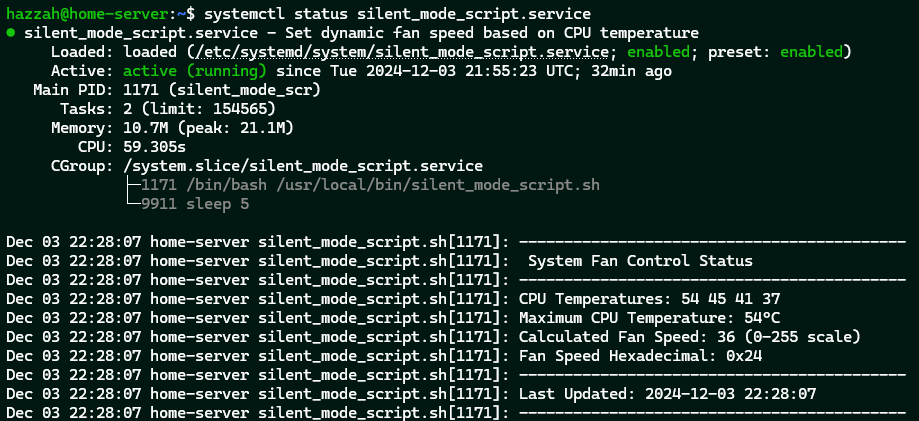 hazzah@home-server:~$ systemctl status silent_mode_script.service
● silent_mode_script.service - Set dynamic fan speed based on CPU temperature
Loaded: loaded (/etc/systemd/system/silent_mode_script.service; enabled; preset: enabled)
Active: active (running) since Tue 2024-12-03 21:55:23 UTC; 32min ago
Main PID: 1171 (silent_mode_scr)
Tasks: 2 (limit: 154565)
Memory: 10.7M (peak: 21.1M)
CPU: 59.305s
CGroup: /system.slice/silent_mode_script.service
├─1171 /bin/bash /usr/local/bin/silent_mode_script.sh
└─9911 sleep 5
Dec 03 22:28:07 home-server silent_mode_script.sh[1171]: -------------------------------------------
Dec 03 22:28:07 home-server silent_mode_script.sh[1171]:  System Fan Control Status
Dec 03 22:28:07 home-server silent_mode_script.sh[1171]: -------------------------------------------
Dec 03 22:28:07 home-server silent_mode_script.sh[1171]: CPU Temperatures: 54 45 41 37
Dec 03 22:28:07 home-server silent_mode_script.sh[1171]: Maximum CPU Temperature: 54°C
Dec 03 22:28:07 home-server silent_mode_script.sh[1171]: Calculated Fan Speed: 36 (0-255 scale)
Dec 03 22:28:07 home-server silent_mode_script.sh[1171]: Fan Speed Hexadecimal: 0x24
Dec 03 22:28:07 home-server silent_mode_script.sh[1171]: -------------------------------------------
Dec 03 22:28:07 home-server silent_mode_script.sh[1171]: Last Updated: 2024-12-03 22:28:07
Dec 03 22:28:07 home-server silent_mode_script.sh[1171]: -------------------------------------------